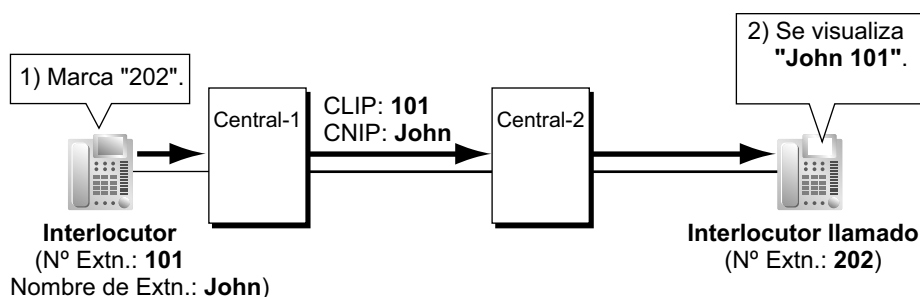 1) Marca "202".
2) Se visualiza
"John 101".
Central-1
CLIP: 101
CNIP: John
Central-2
Interlocutor
(Nº Extn.: 101
Nombre de Extn.: John)
Interlocutor llamado
(Nº Extn.: 202)